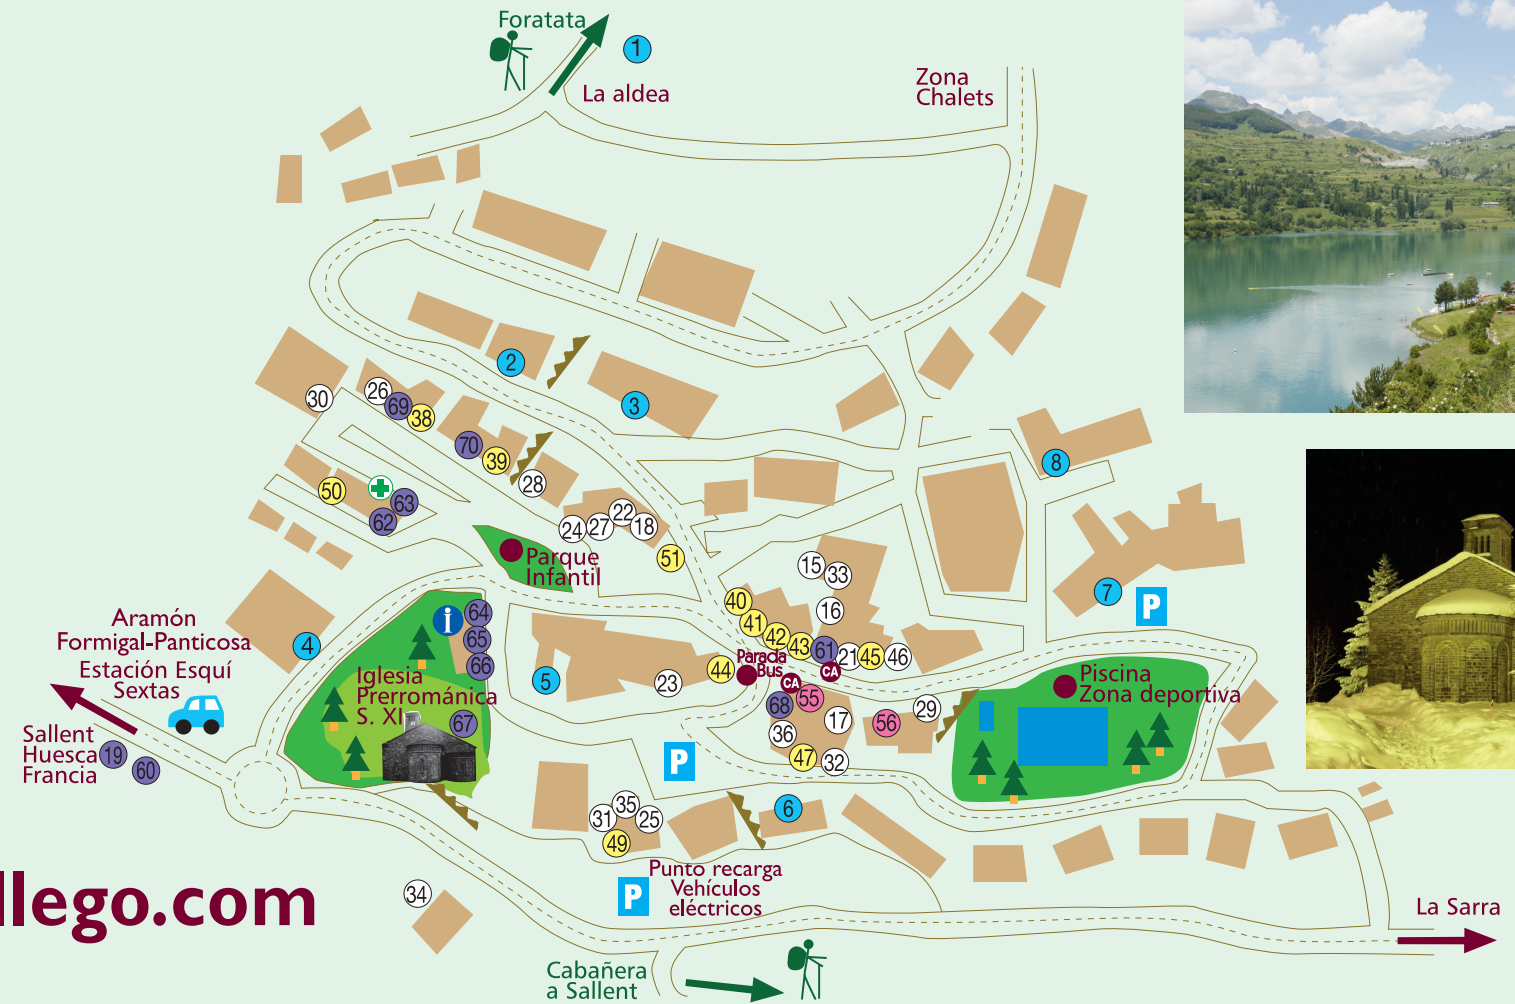 Foratata
1
La aldea
Zona
Chalets
2
3
30
26
69
38
70
39
28
8
50
63
62
24
27
22
18
51
Parque
Infantil
15
33
16
7
P
40
41
42
43
61
21
45
46
Aramón
Formigal-Panticosa
Estación Esquí
Sextas
4
i
64
65
66
Iglesia
Prerrománica
S. XI
67
5
23
44
Parada
Bus
CA
CA
68
55
17
56
29
36
47
32
Piscina
Zona deportiva
Sallent
Huesca
Francia
19
60
P
35
31
25
49
6
Punto recarga
Vehículos
eléctricos
P
34
llego.com
La Sarra
Cabañera
a Sallent